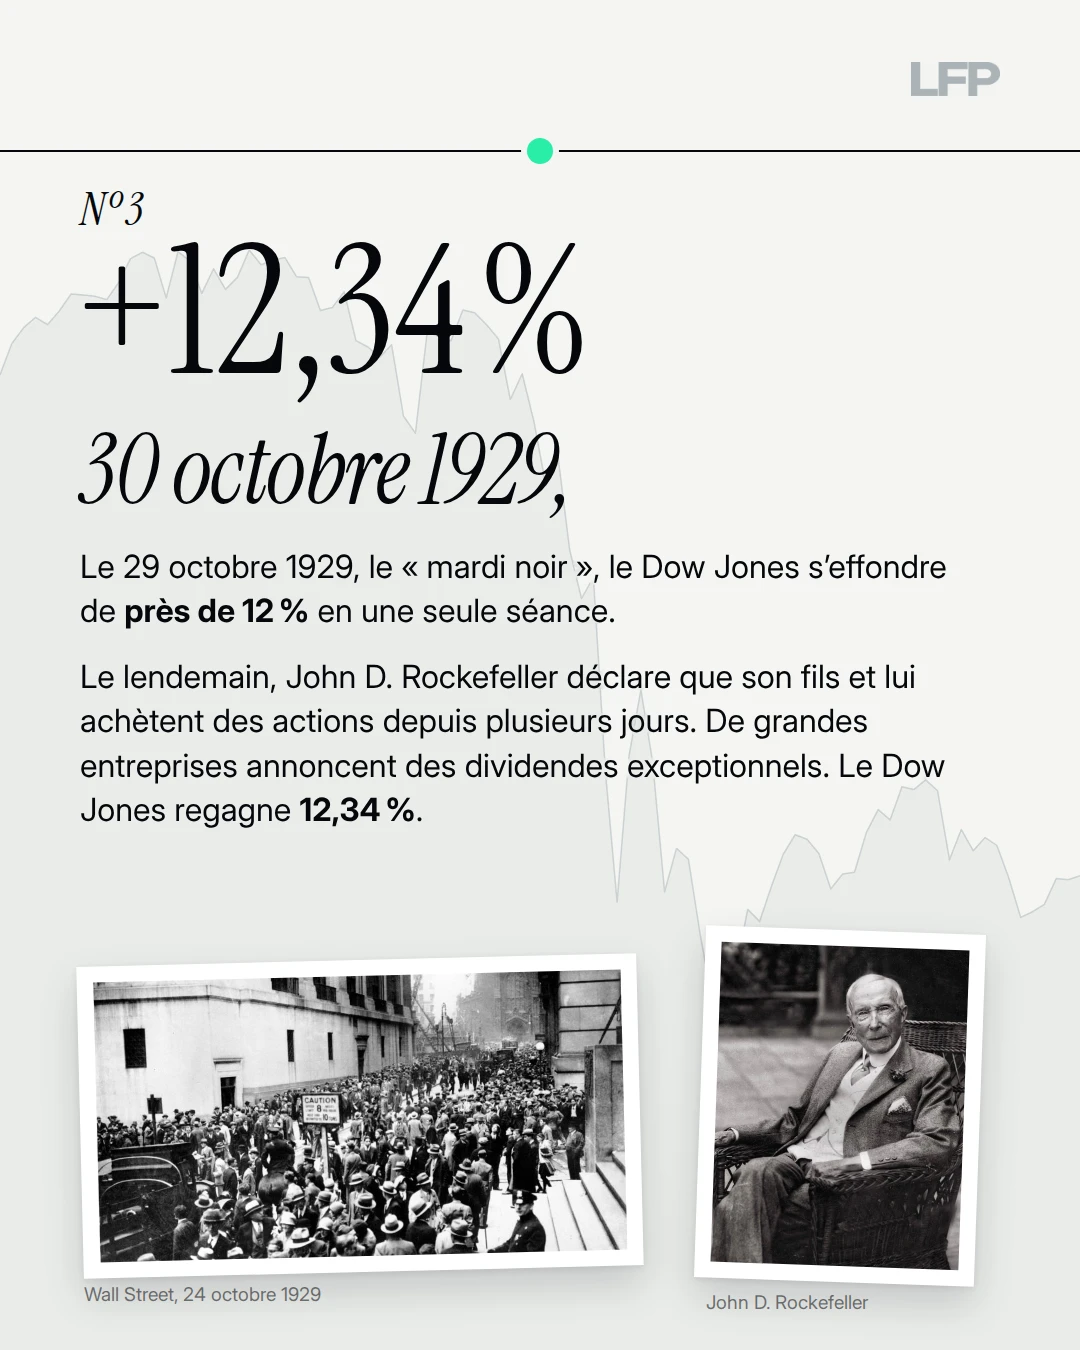 LFP
Nº3
+12,34 %
30 octobre 1929,
Le 29 octobre 1929, le « mardi noir », le Dow Jones s’effondre
de près de 12 % en une seule séance.
Le lendemain, John D. Rockefeller déclare que son fils et lui
achètent des actions depuis plusieurs jours. De grandes
entreprises annoncent des dividendes exceptionnels. Le Dow
Jones regagne 12,34 %.
CAUTION
8
10
Wall Street, 24 octobre 1929
John D. Rockefeller